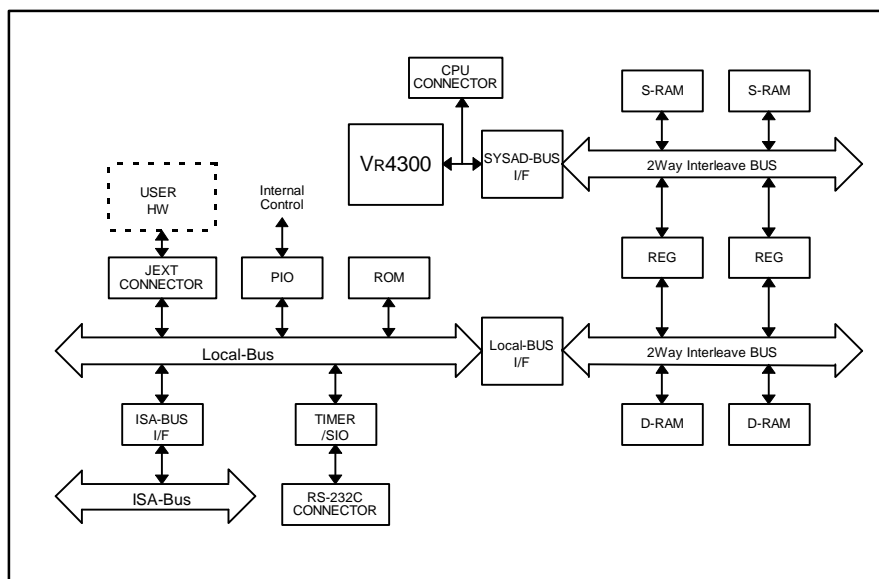 CPU
CONNECTOR
S-RAM
S-RAM
VR4300
SYSAD-BUS
I/F
2Way Interleave BUS
USER
HW
Internal
Control
JEXT
CONNECTOR
PIO
ROM
REG
REG
Local-Bus
Local-BUS
I/F
2Way Interleave BUS
ISA-BUS
I/F
TIMER
/SIO
D-RAM
D-RAM
ISA-Bus
RS-232C
CONNECTOR